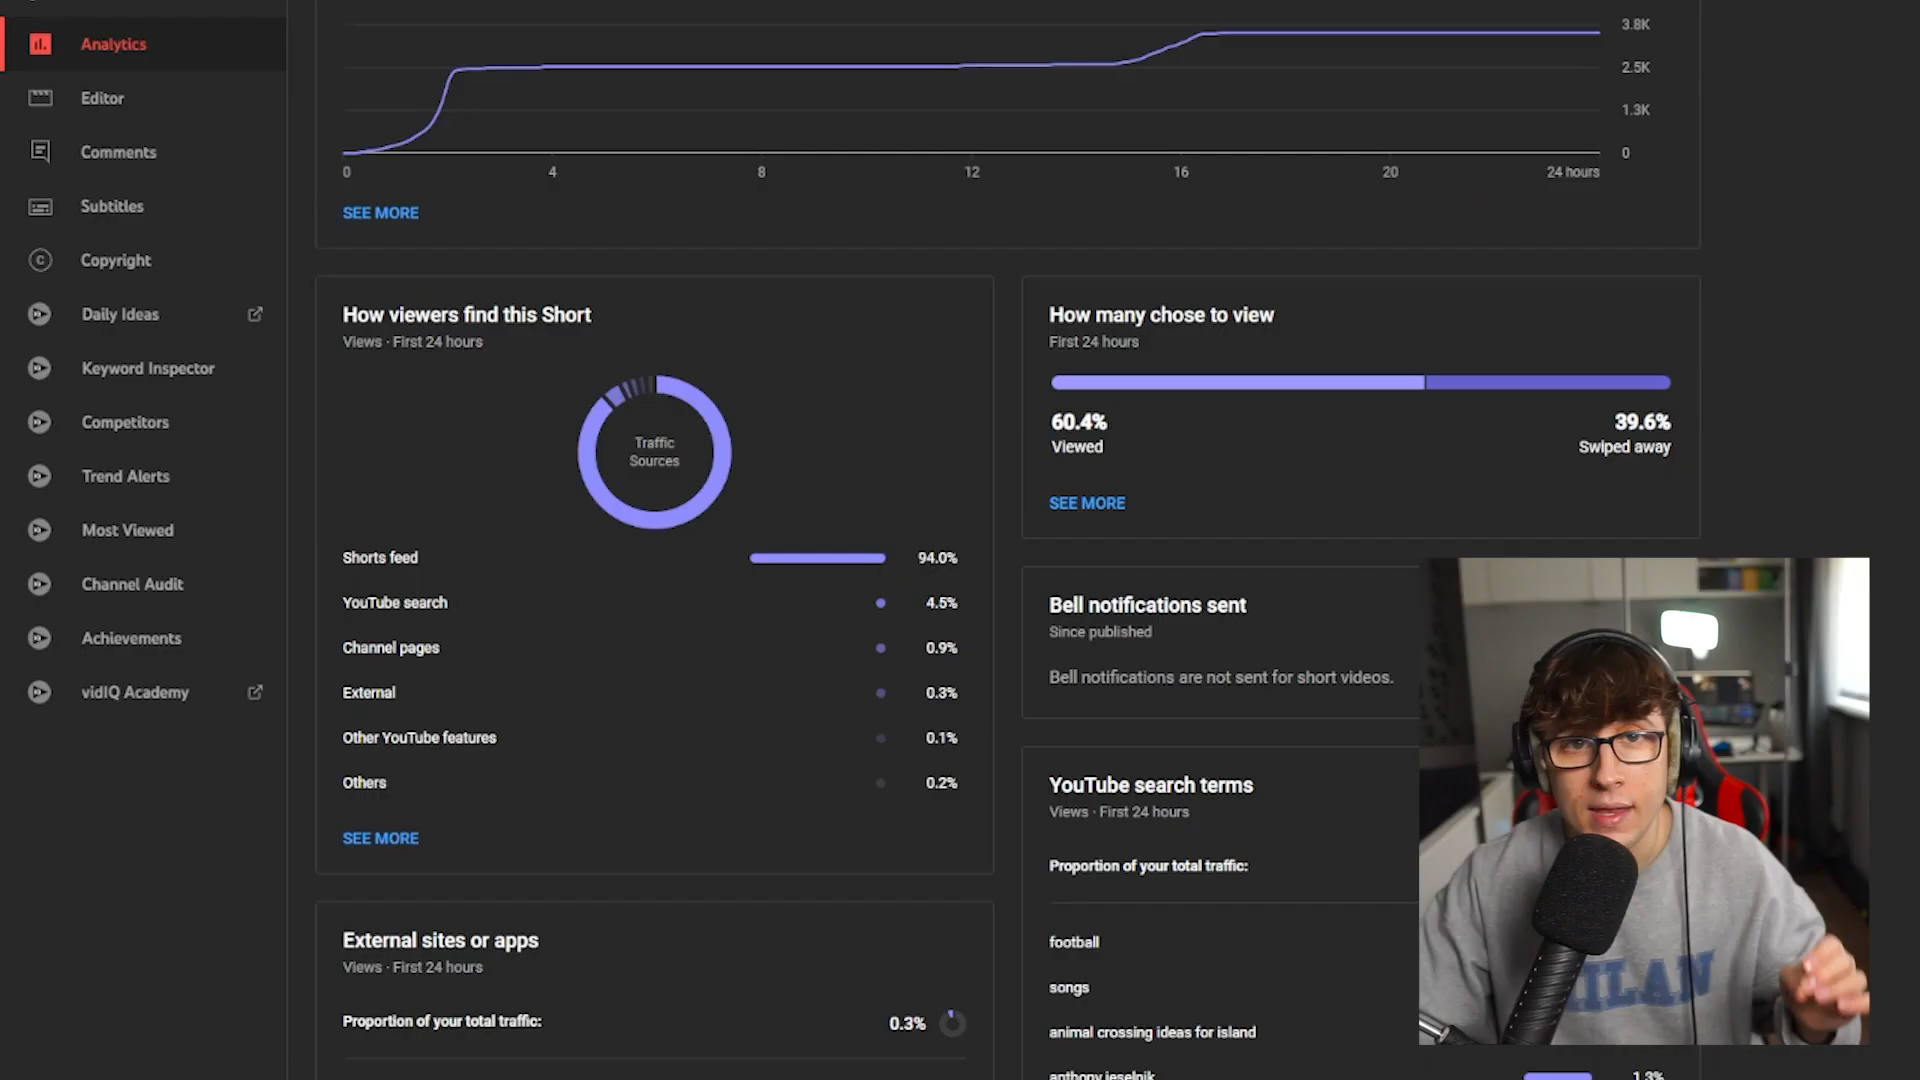 Analytics
Editor
Comments
Subtitles
Copyright
Daily Ideas
Keyword Inspector
Competitors
Trend Alerts
Most Viewed
Channel Audit
Achievements
vidIQ Academy
3.8K
2.5K
1.3K
0
0 4 8 12 16 20 24 hours
SEE MORE
How viewers find this Short
Views · First 24 hours
Traffic
Sources
Shorts feed 94.0%
YouTube search 4.5%
Channel pages 0.9%
External 0.3%
Other YouTube features 0.1%
Others 0.2%
SEE MORE
How many chose to view
First 24 hours
60.4% 39.6%
Viewed Swiped away
SEE MORE
Bell notifications sent
Since published
Bell notifications are not sent for short videos.
YouTube search terms
Views · First 24 hours
Proportion of your total traffic:
football
songs
animal crossing ideas for island
anthony jeselnik 1.3%
External sites or apps
Views · First 24 hours
Proportion of your total traffic: 0.3%
MILAN